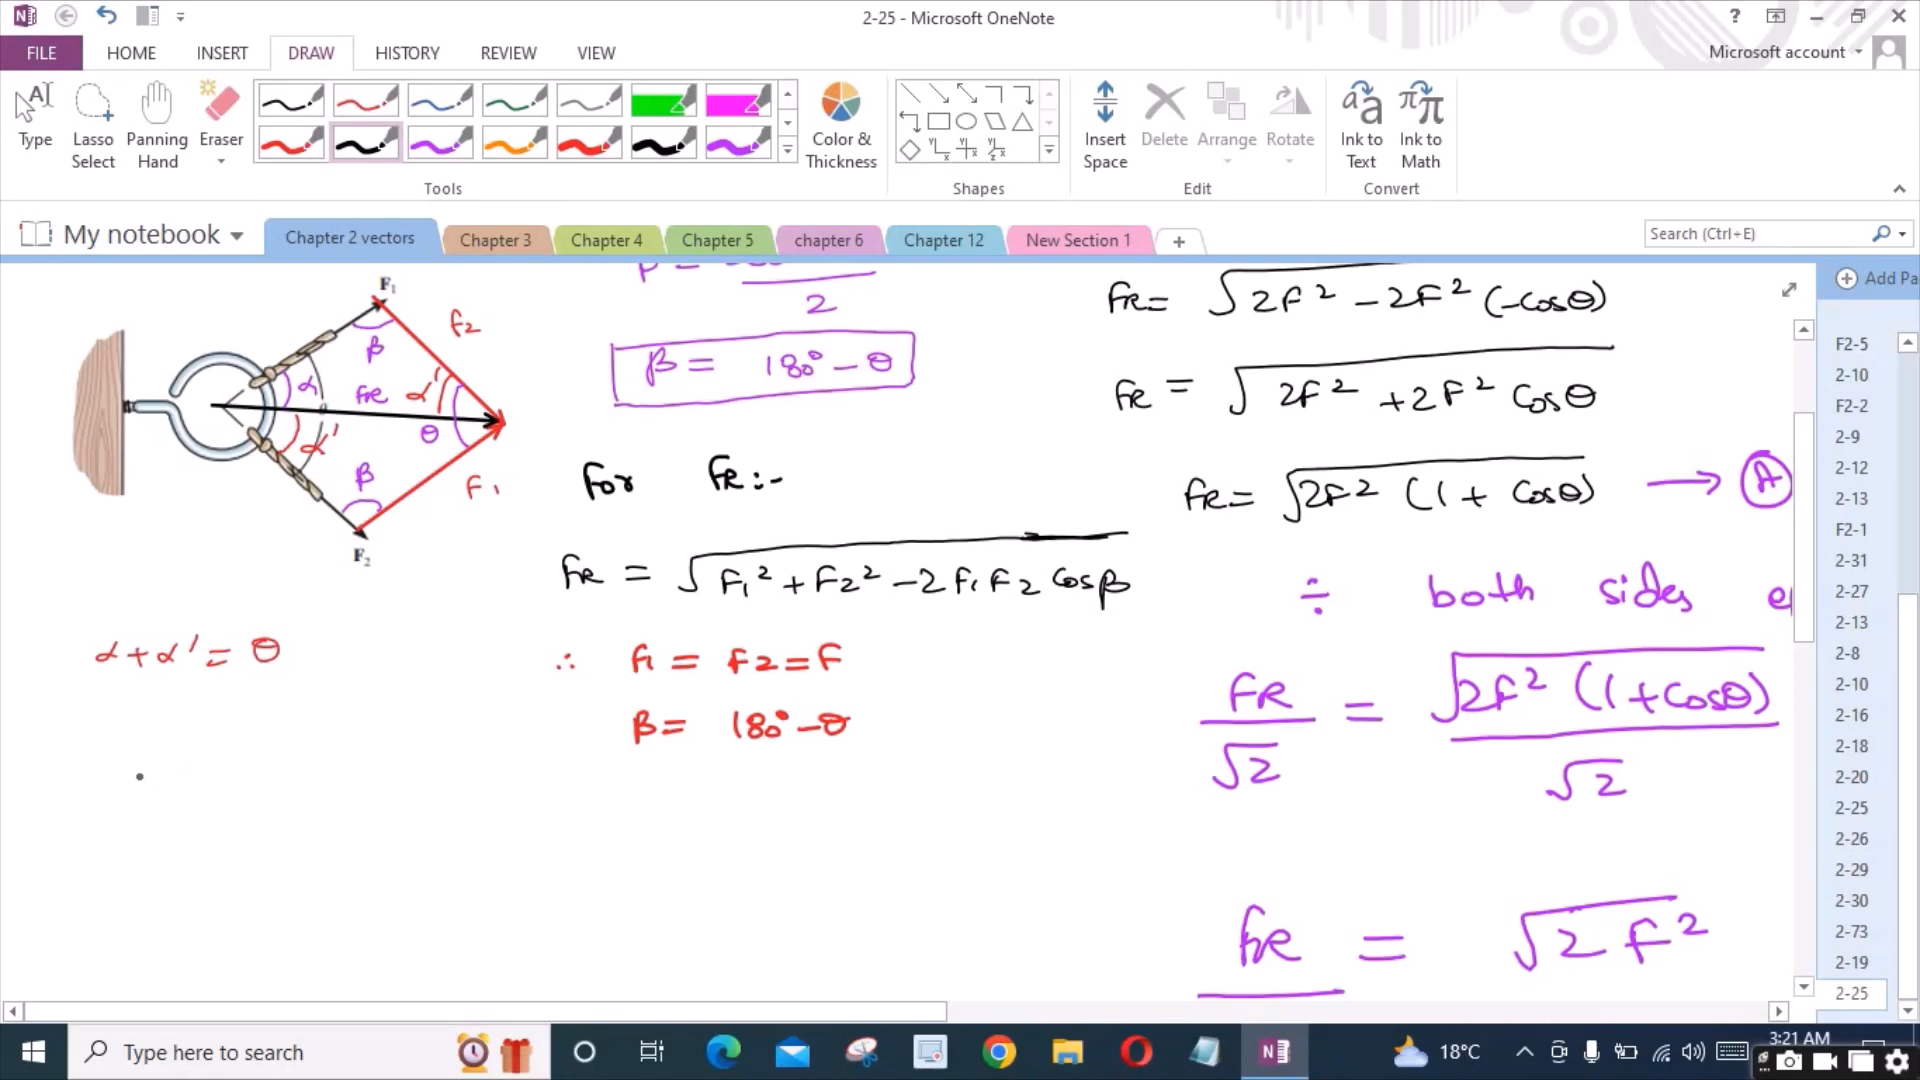 2-25 - Microsoft OneNote
?
FILE
HOME
INSERT
DRAW
HISTORY
REVIEW
VIEW
Microsoft account
Type
Lasso Select
Panning Hand
Eraser
Color & Thickness
Insert Space
Delete
Arrange
Rotate
Ink to Text
Ink to Math
Tools
Shapes
Edit
Convert
My notebook
Chapter 2 vectors
Chapter 3
Chapter 4
Chapter 5
chapter 6
Chapter 12
New Section 1
Search (Ctrl+E)
Add Pa
F2-5
2-10
F2-2
2-9
2-12
2-13
F2-1
2-31
2-27
2-13
2-8
2-10
2-16
2-18
2-20
2-25
2-26
2-29
2-30
2-73
2-19
2-25
F₁
F2
β
α
FR
α'
θ
α'
β
F1
F₂
α + α' = θ
2
β = 180° - θ
For FR:-
FR = √F1² + F2² - 2F1F2 cosβ
∴ F1 = F2 = F
β = 180° - θ
FR = √2F² - 2F² (-cosθ)
FR = √2F² + 2F² Cosθ
FR = √2F² (1 + Cosθ) → A
÷ both sides
FR/√2 = √2F² (1+Cosθ)/√2
FR = √2F²
Type here to search
18°C
3:21 AM